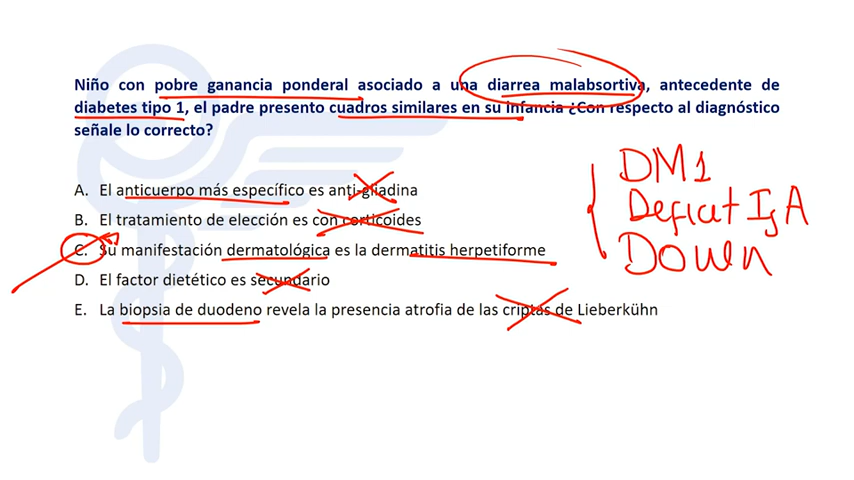 Niño con pobre ganancia ponderal asociado a una diarrea malabsortiva, antecedente de
diabetes tipo 1, el padre presento cuadros similares en su infancia ¿Con respecto al diagnóstico
señale lo correcto?
A. El anticuerpo más específico es anti-gliadina
B. El tratamiento de elección es con corticoides
C. Su manifestación dermatológica es la dermatitis herpetiforme
D. El factor dietético es secundario
E. La biopsia de duodeno revela la presencia atrofia de las criptas de Lieberkühn
DM1
Deficit IgA
Down